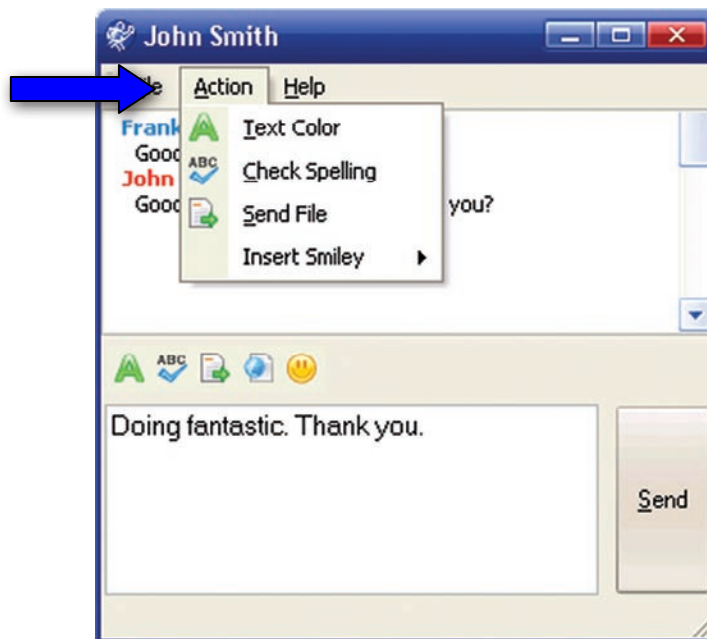 John Smith
Action Help
Frank
Text Color
Good
ABC
Check Spelling
John
Good
Send File
you?
Insert Smiley
ABC
Doing fantastic. Thank you.
Send